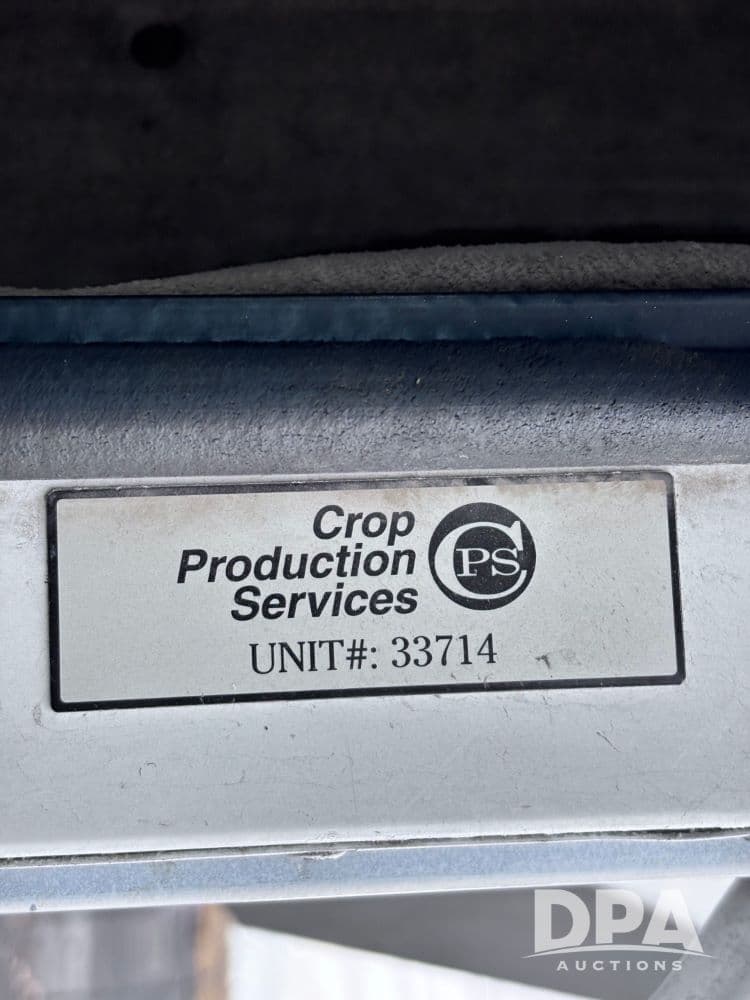 Crop
Production
Services
CPS
UNIT#: 33714
DPA
AUCTIONS